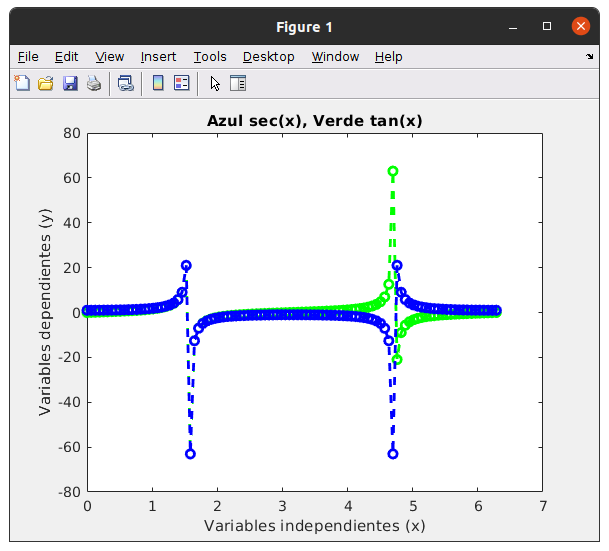 Figure 1
File Edit View Insert Tools Desktop Window Help
Azul sec(x), Verde tan(x)
Variables dependientes (y)
80
60
40
20
0
-20
-40
-60
-80
0 1 2 3 4 5 6 7
Variables independientes (x)